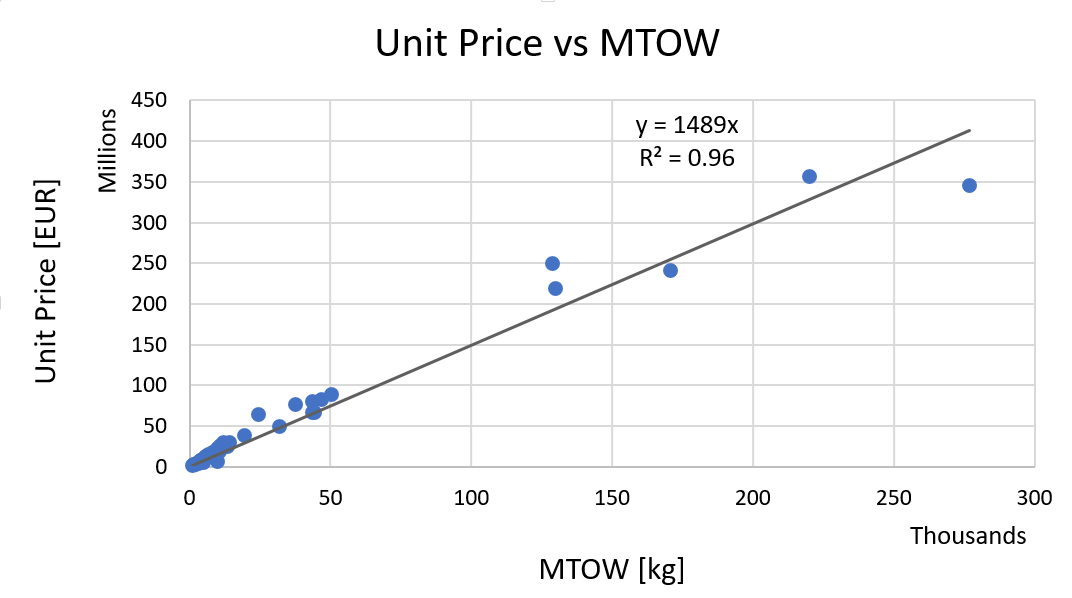 Unit Price vs MTOW
Millions
Unit Price [EUR]
450
400
350
300
250
200
150
100
50
0
y = 1489x
R² = 0.96
0 50 100 150 200 250 300
Thousands
MTOW [kg]